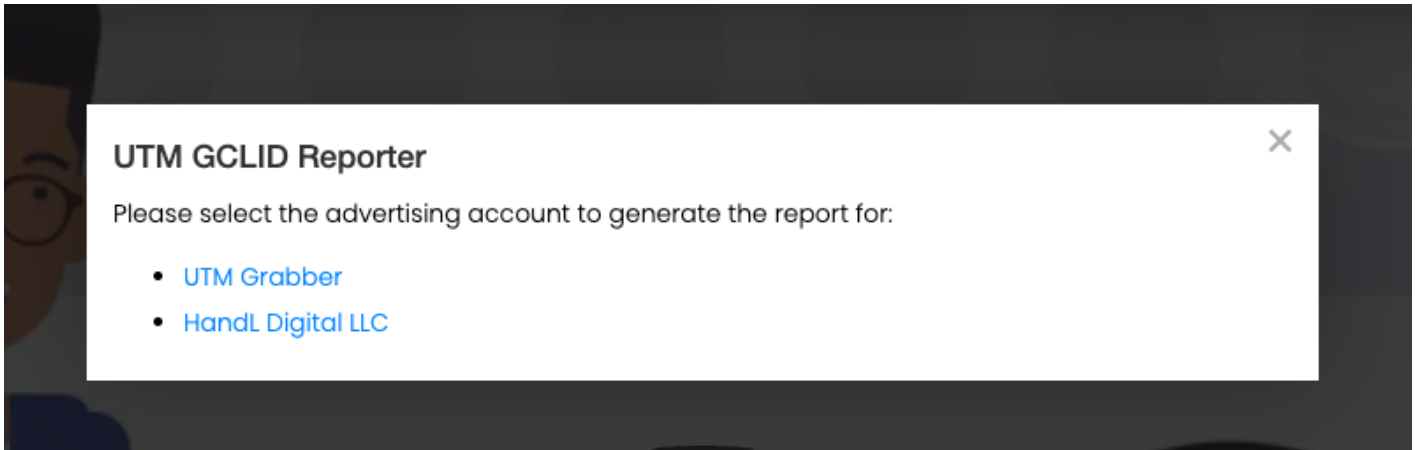 UTM GCLID Reporter
Please select the advertising account to generate the report for:
UTM Grabber
HandL Digital LLC